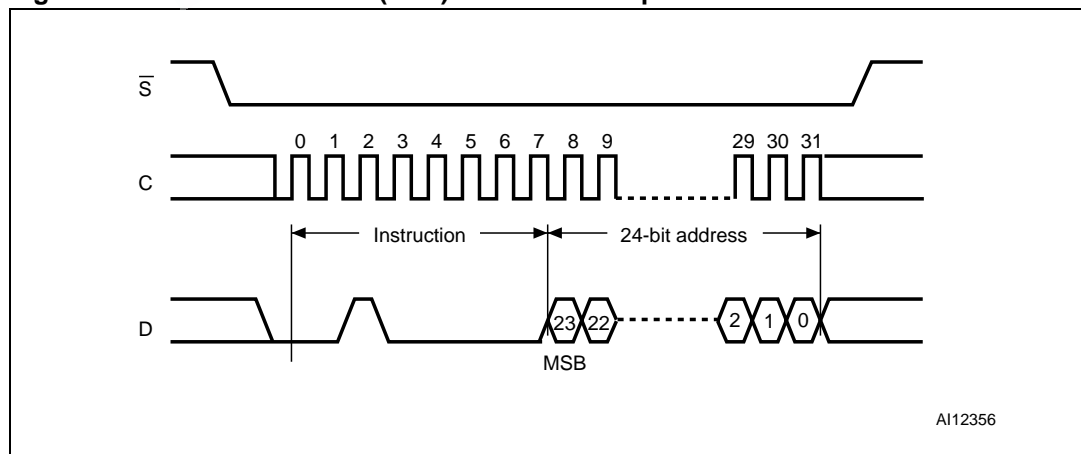 S
0 1 2 3 4 5 6 7 8 9 29 30 31
C
Instruction 24-bit address
D
23 22 2 1 0
MSB
AI12356